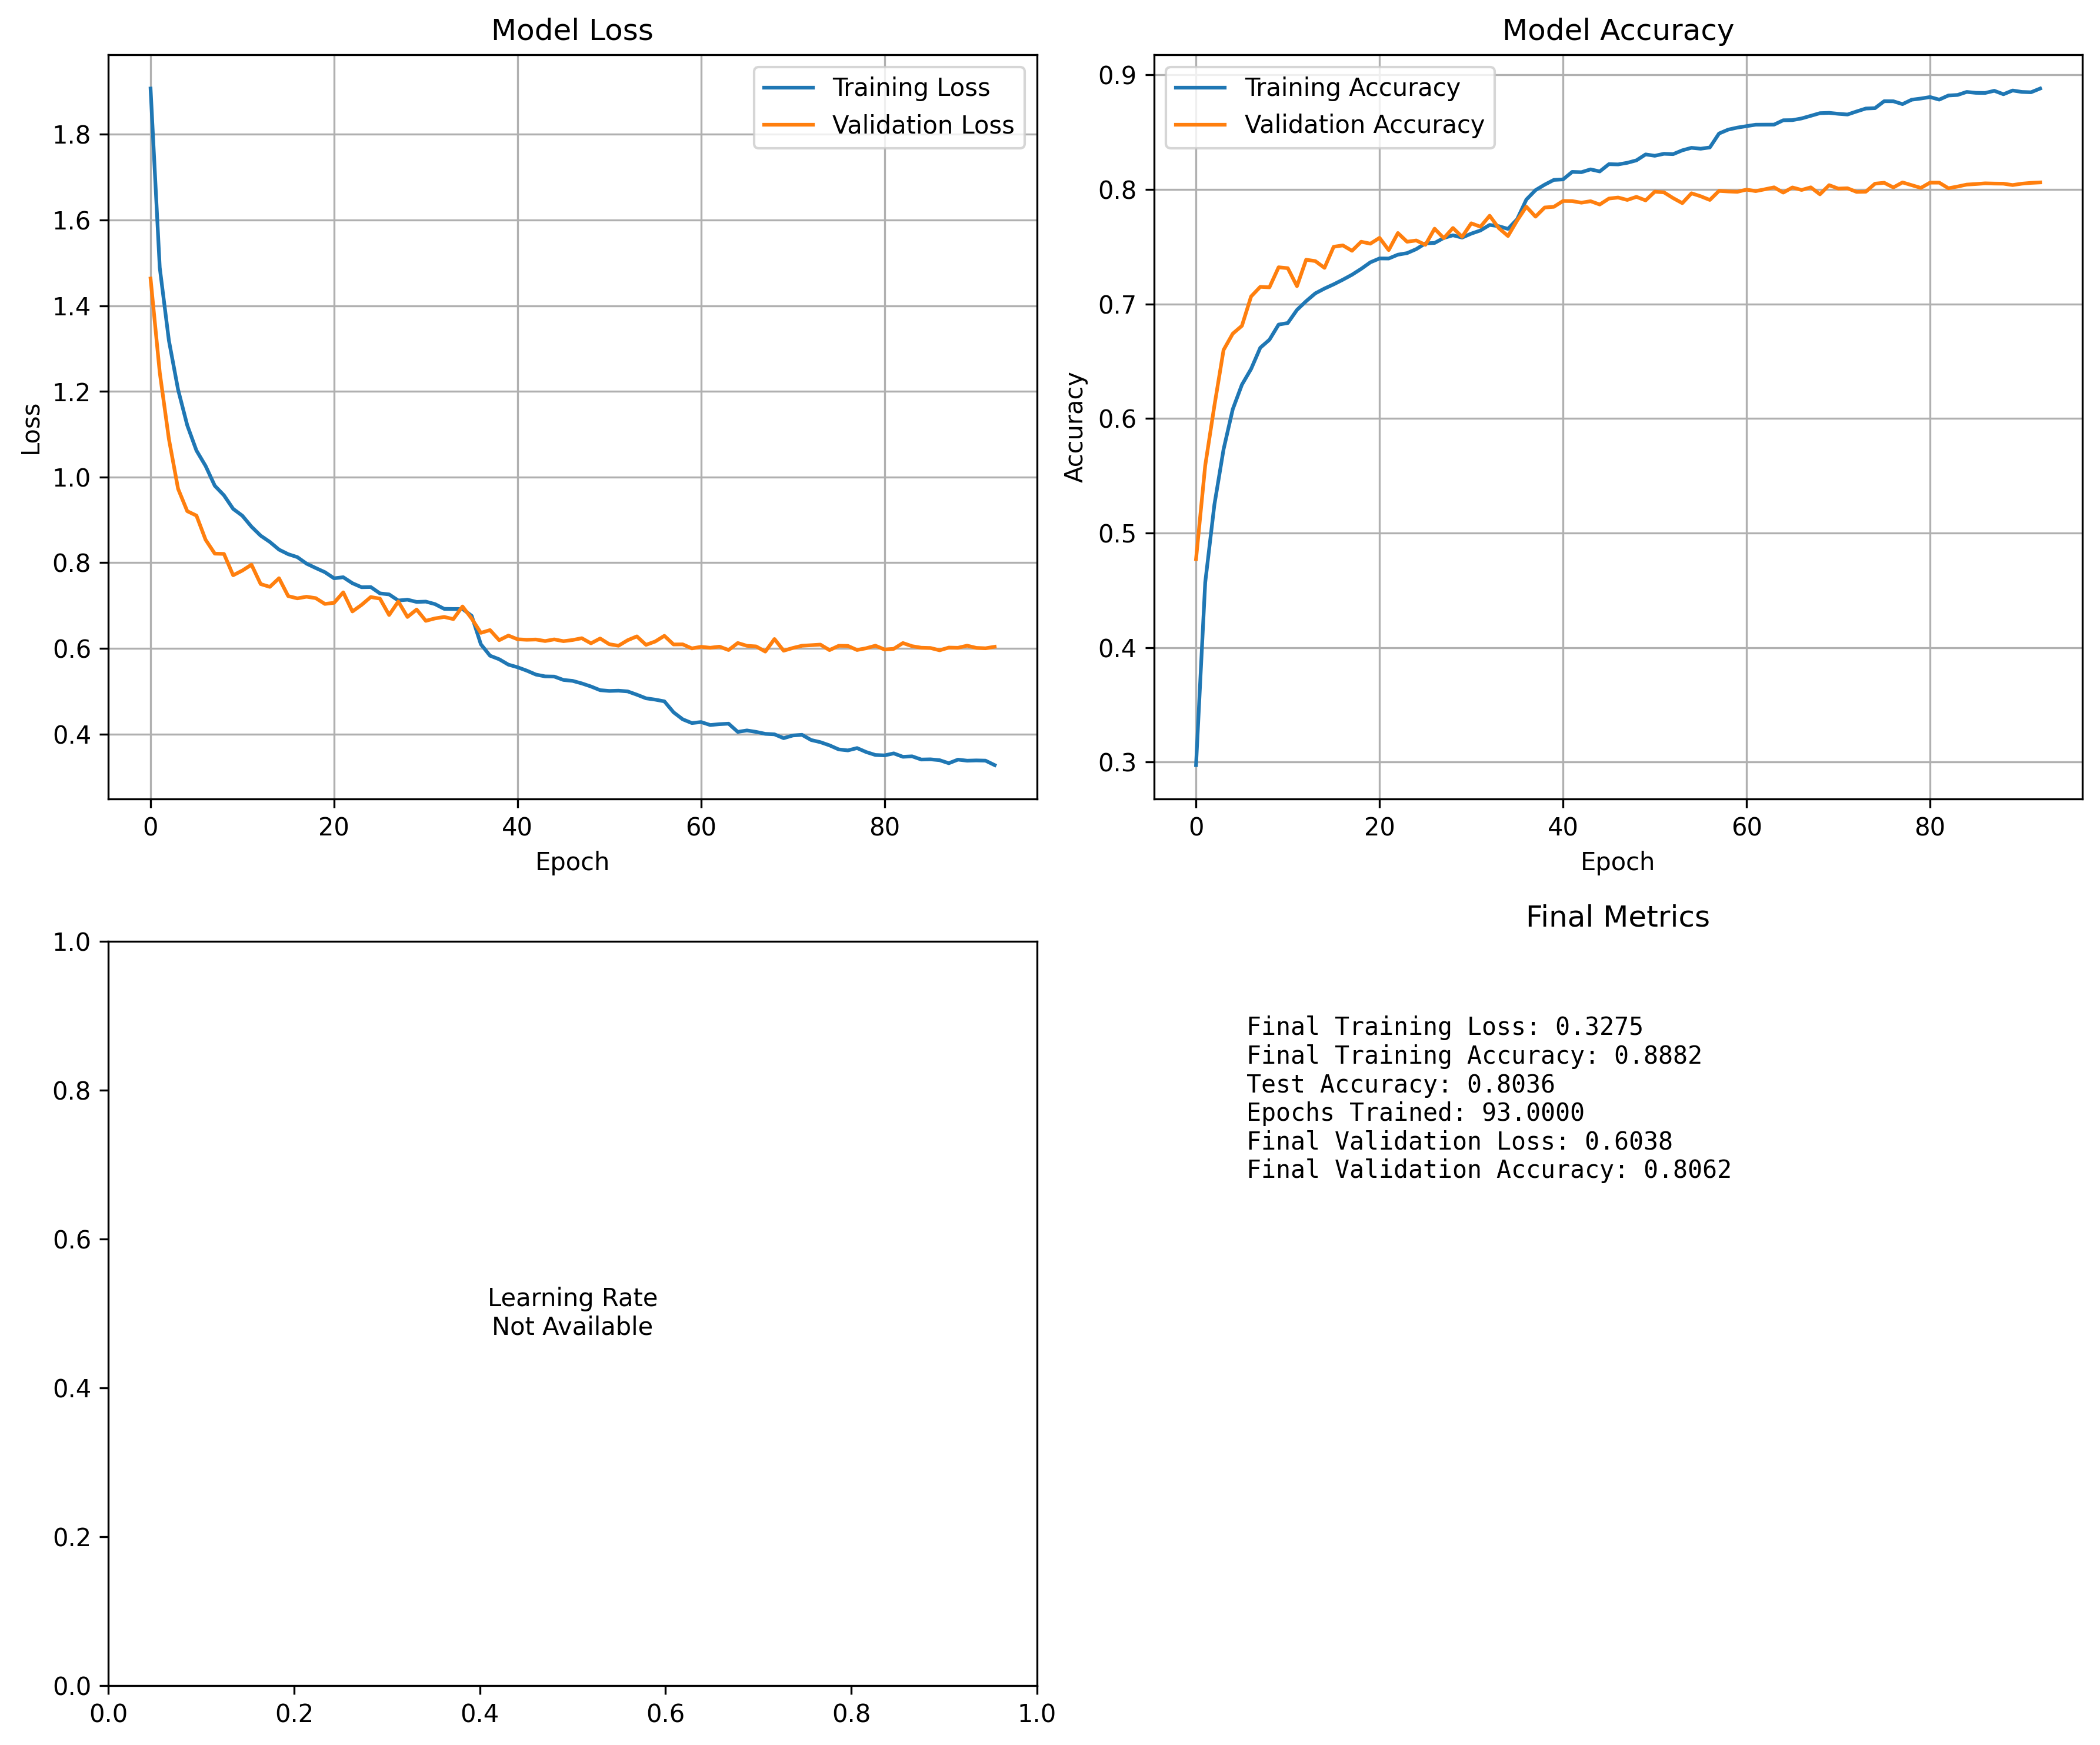 Model Loss
Training Loss
Validation Loss
1.8
1.6
1.4
1.2
1.0
0.8
0.6
0.4
Loss
0 20 40 60 80
Epoch
Model Accuracy
Training Accuracy
Validation Accuracy
0.9
0.8
0.7
0.6
0.5
0.4
0.3
Accuracy
0 20 40 60 80
Epoch
1.0
0.8
0.6
0.4
0.2
0.0
Learning Rate
Not Available
0.0 0.2 0.4 0.6 0.8 1.0
Final Metrics
Final Training Loss: 0.3275
Final Training Accuracy: 0.8882
Test Accuracy: 0.8036
Epochs Trained: 93.0000
Final Validation Loss: 0.6038
Final Validation Accuracy: 0.8062